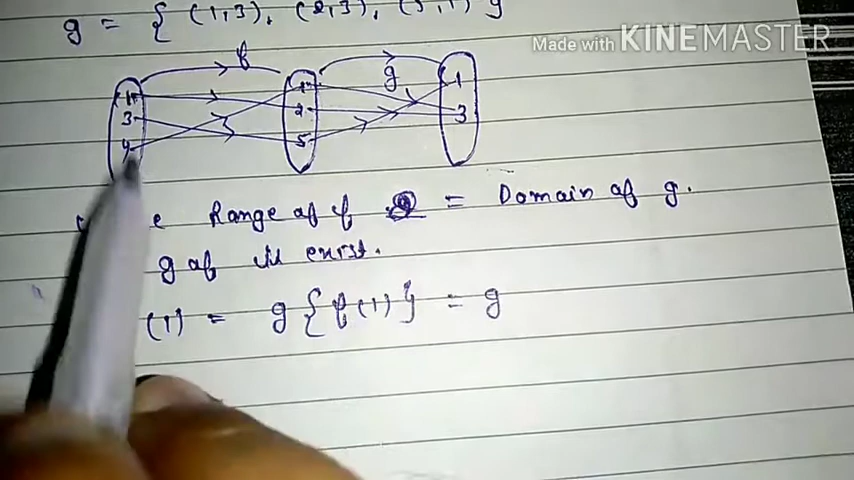 Made with KINEMASTER
g = { (1,3), (2,3), (5,1) }
f g
1 1 1
3 2 3
4 5
Range of f = Domain of g.
g of will exist.
(1) = g{f(1)} = g